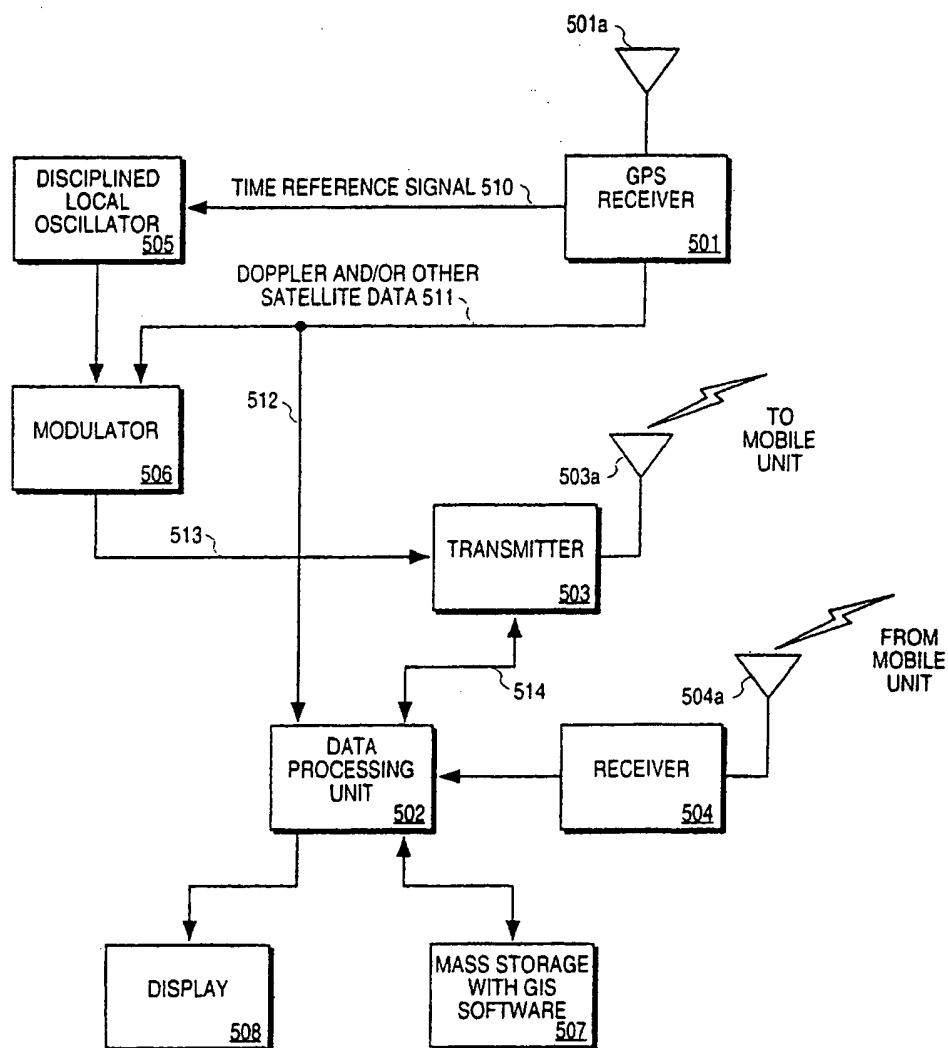 501a
DISCIPLINED
LOCAL
OSCILLATOR
505
TIME REFERENCE SIGNAL 510
GPS
RECEIVER
501
DOPPLER AND/OR OTHER
SATELLITE DATA 511
MODULATOR
506
512
TO
MOBILE
UNIT
503a
513
TRANSMITTER
503
FROM
MOBILE
UNIT
504a
514
DATA
PROCESSING
UNIT
502
RECEIVER
504
DISPLAY
508
MASS STORAGE
WITH GIS
SOFTWARE
507